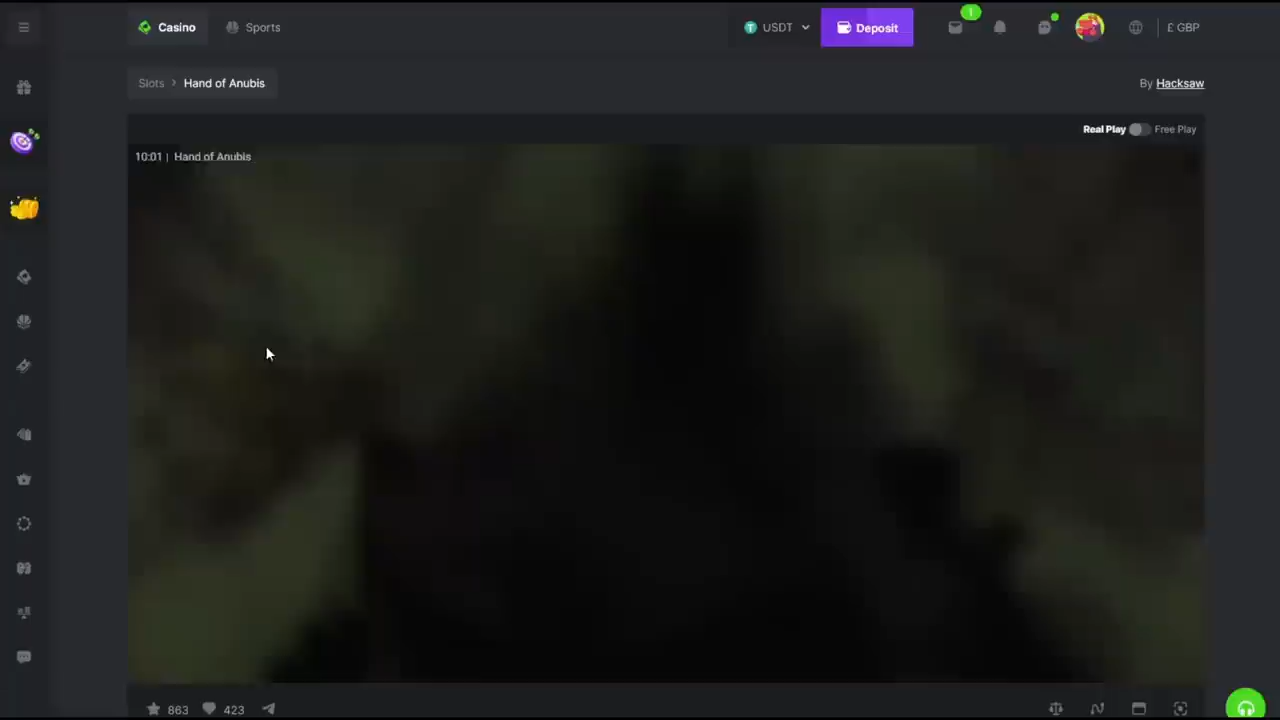 Casino
Sports
USDT
Deposit
1
£ GBP
Slots > Hand of Anubis
By Hacksaw
Real Play
Free Play
10:01 | Hand of Anubis
863
423